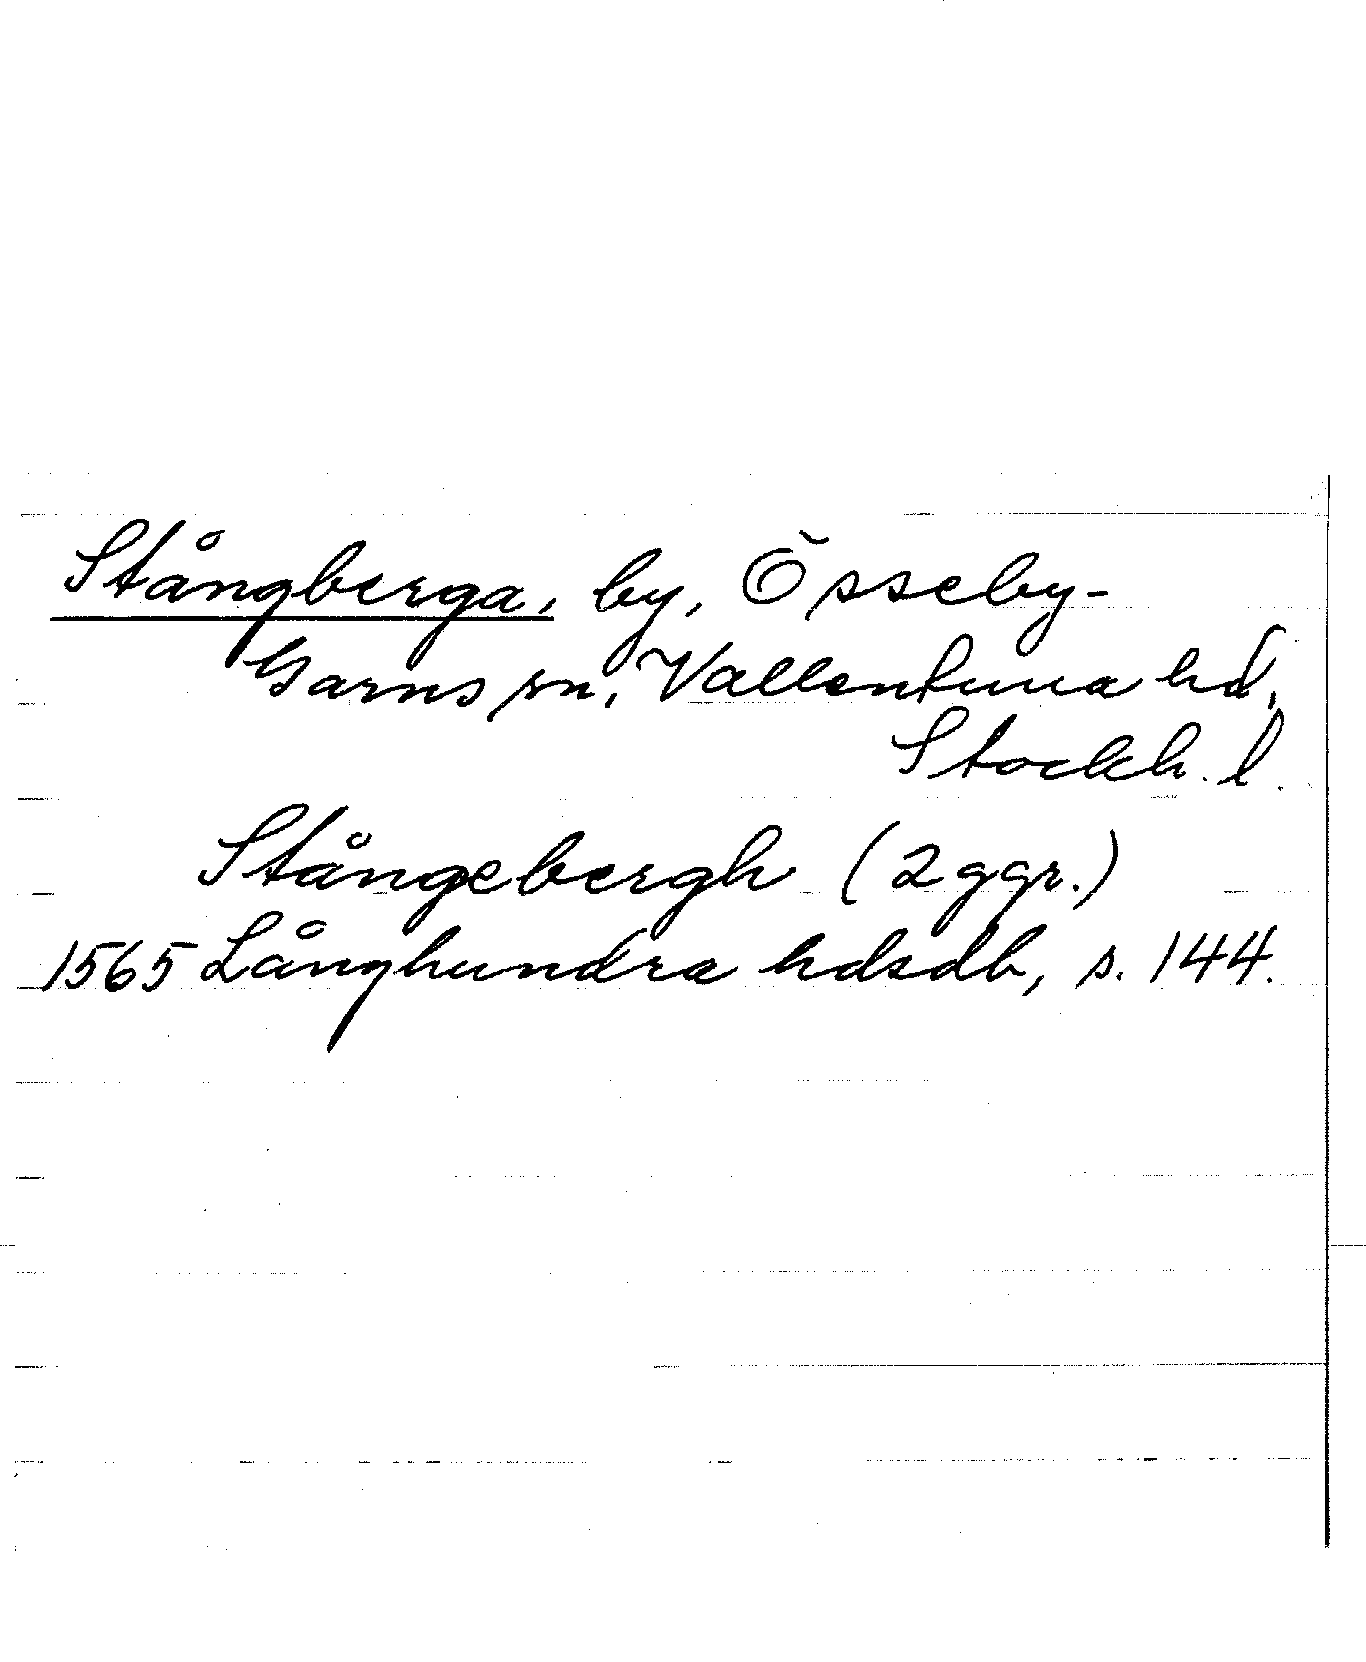 Stångberga, by, Össeby-
Garns sn, Vallentuna hd,
Stockh. l.
Stångebergh (2 ggr.)
1565 Långhundra hdsdb, s. 144.